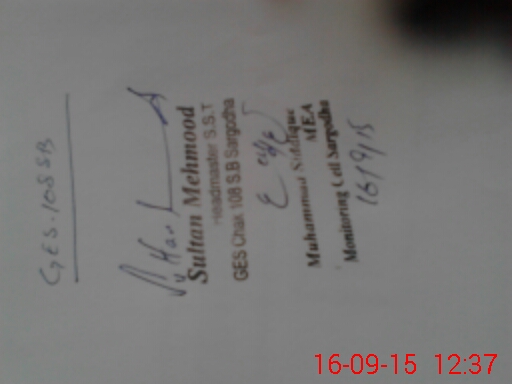 GES-108 SB
Sultan Mehmood
Headmaster S.S.T
GES Chak 108 S.B Sargodha
Muhammad Siddique
MEA
Monitoring Cell Sargodha
16/9/15
16-09-15 12:37